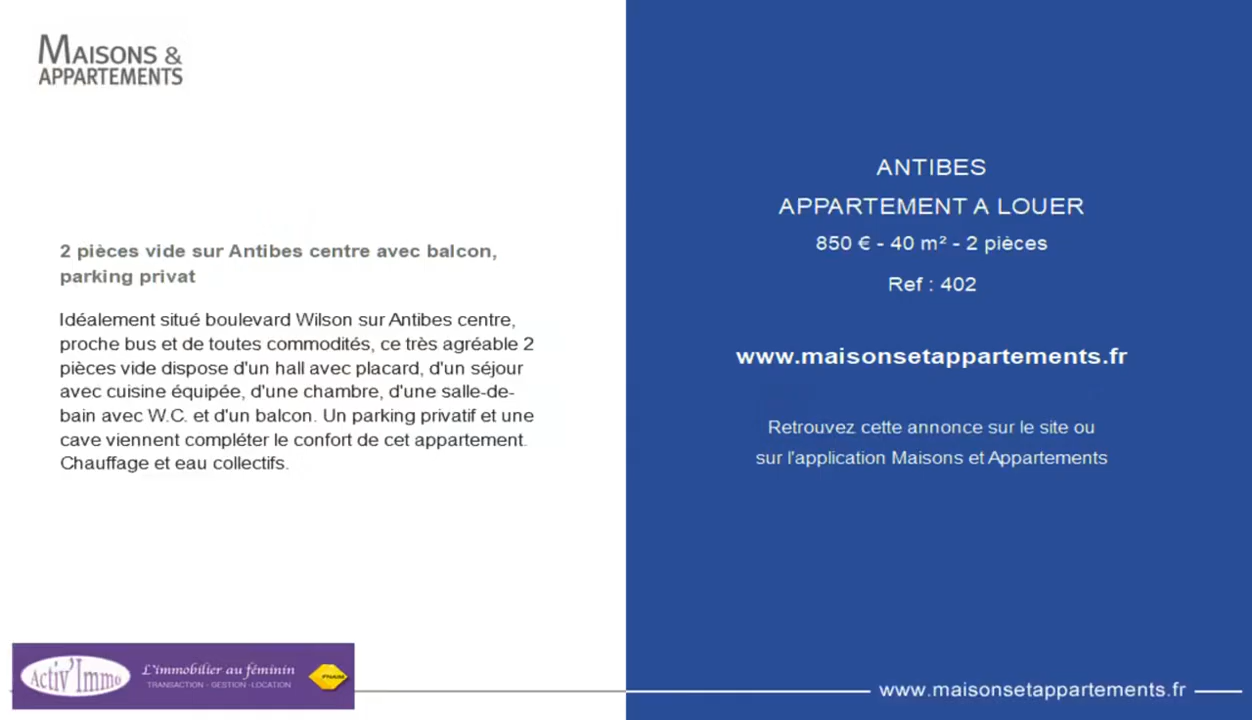 MAISONS &
APPARTEMENTS
2 pièces vide sur Antibes centre avec balcon,
parking privat
Idéalement situé boulevard Wilson sur Antibes centre,
proche bus et de toutes commodités, ce très agréable 2
pièces vide dispose d'un hall avec placard, d'un séjour
avec cuisine équipée, d'une chambre, d'une salle-de-
bain avec W.C. et d'un balcon. Un parking privatif et une
cave viennent compléter le confort de cet appartement.
Chauffage et eau collectifs.
Activ'Immo
L'immobilier au féminin
TRANSACTION - GESTION - LOCATION
FNAIM
ANTIBES
APPARTEMENT A LOUER
850 € - 40 m² - 2 pièces
Ref : 402
www.maisonsetappartements.fr
Retrouvez cette annonce sur le site ou
sur l'application Maisons et Appartements
www.maisonsetappartements.fr